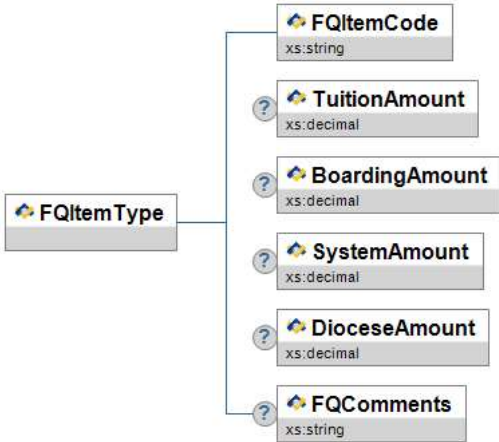 FQItemCode
xs:string
?
TuitionAmount
xs:decimal
?
BoardingAmount
xs:decimal
FQItemType
?
SystemAmount
xs:decimal
?
DioceseAmount
xs:decimal
?
FQComments
xs:string